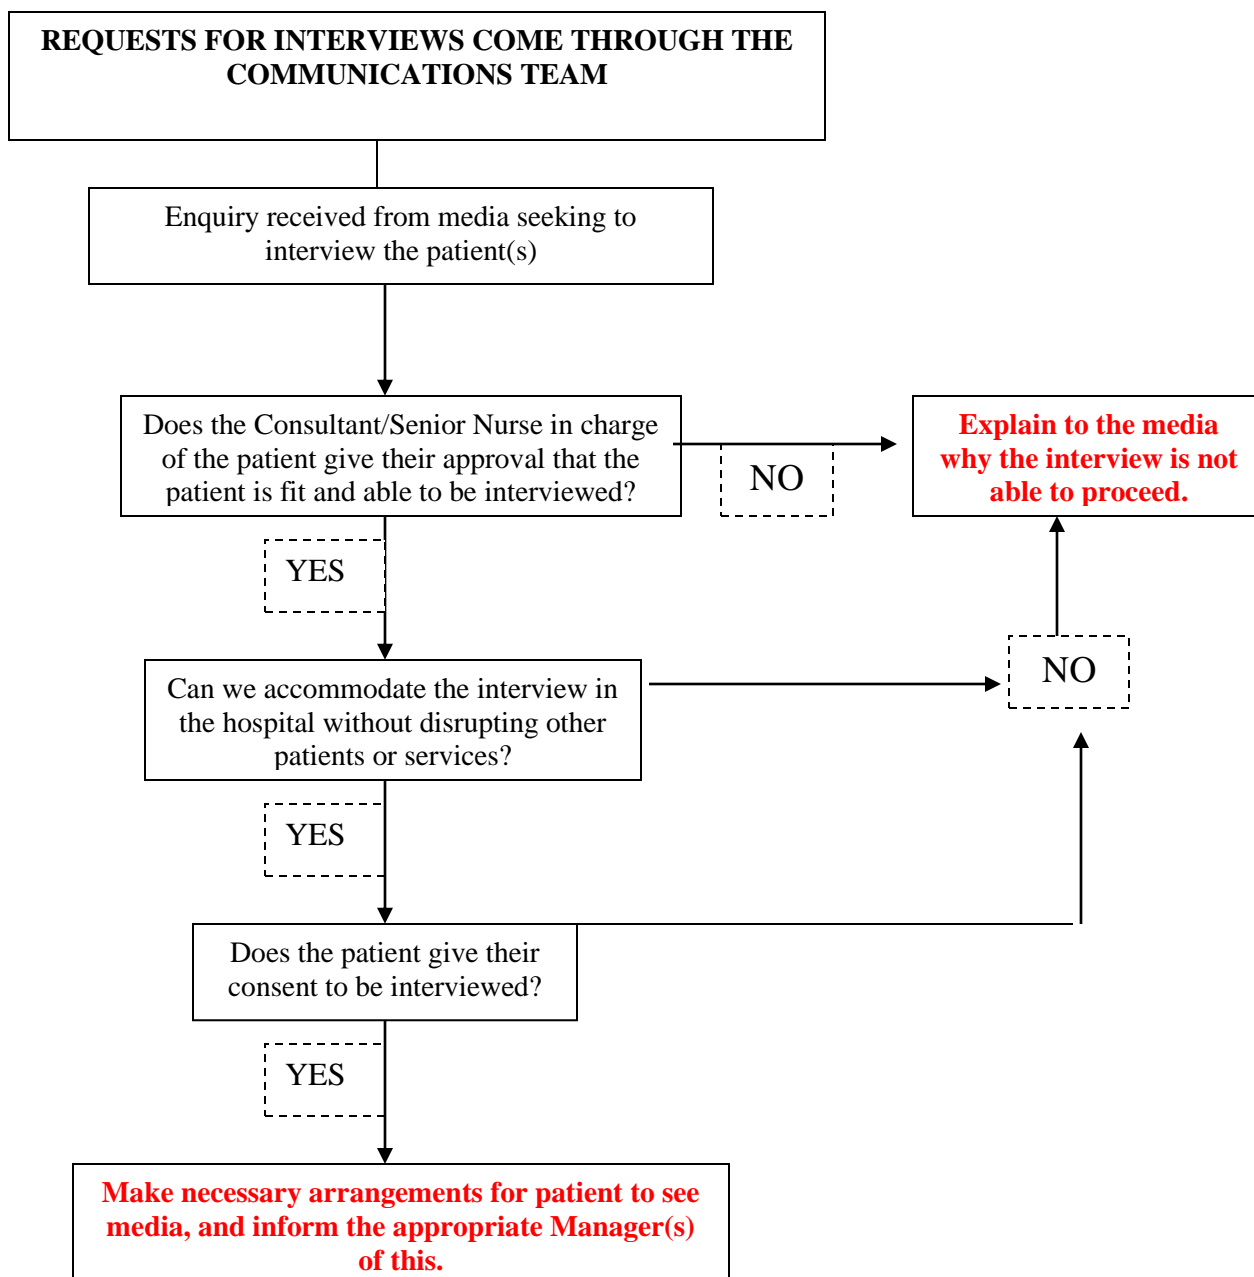 REQUESTS FOR INTERVIEWS COME THROUGH THE
COMMUNICATIONS TEAM
Enquiry received from media seeking to
interview the patient(s)
Does the Consultant/Senior Nurse in charge
of the patient give their approval that the
patient is fit and able to be interviewed?
NO
Explain to the media
why the interview is not
able to proceed.
YES
Can we accommodate the interview in
the hospital without disrupting other
patients or services?
NO
YES
Does the patient give their
consent to be interviewed?
YES
Make necessary arrangements for patient to see
media, and inform the appropriate Manager(s)
of this.